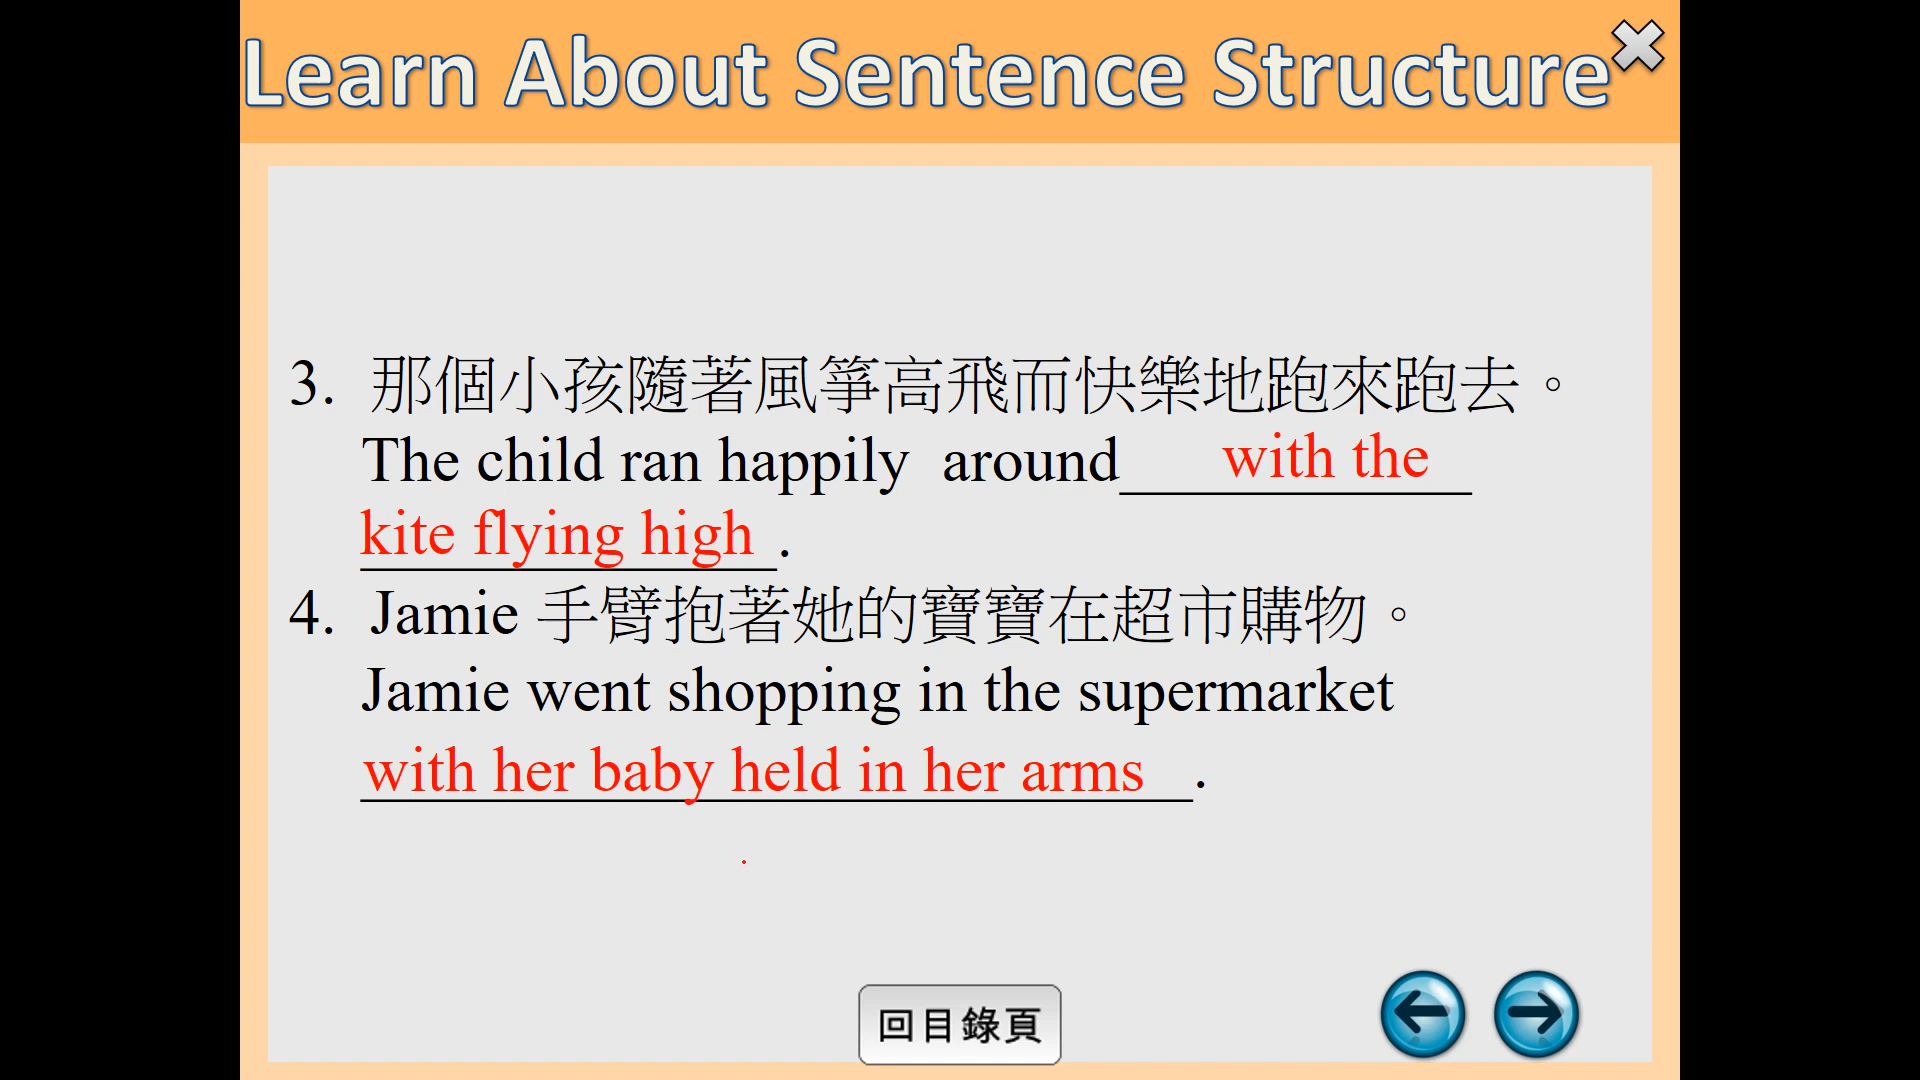 Learn About Sentence Structure
3. 那個小孩隨著風箏高飛而快樂地跑來跑去。
The child ran happily around___________ with the
kite flying high.
4. Jamie 手臂抱著她的寶寶在超市購物。
Jamie went shopping in the supermarket
with her baby held in her arms.
回目錄頁